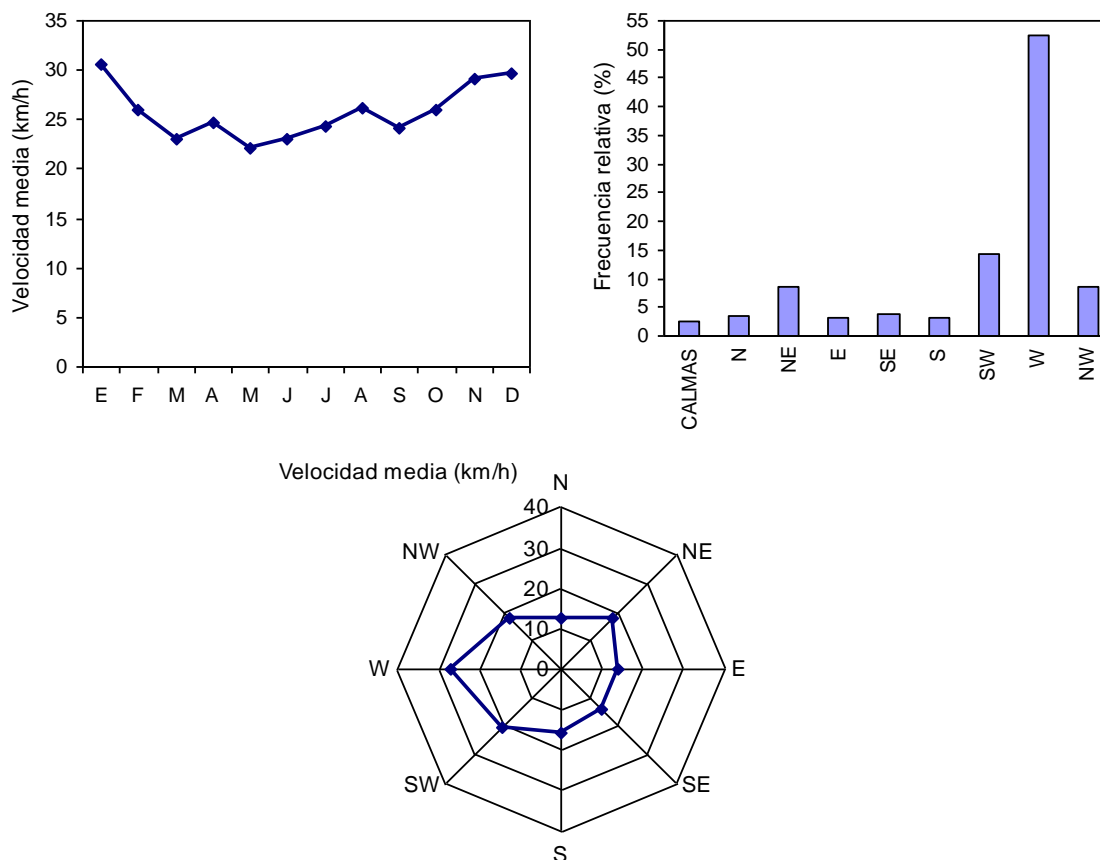 Velocidad media (km/h)
35
30
25
20
15
10
5
0
E F M A M J J A S O N D
Frecuencia relativa (%)
55
50
45
40
35
30
25
20
15
10
5
0
CALMAS N NE E SE S SW W NW
Velocidad media (km/h)
N
40
NW NE
30
20
10
W 0 E
SW SE
S